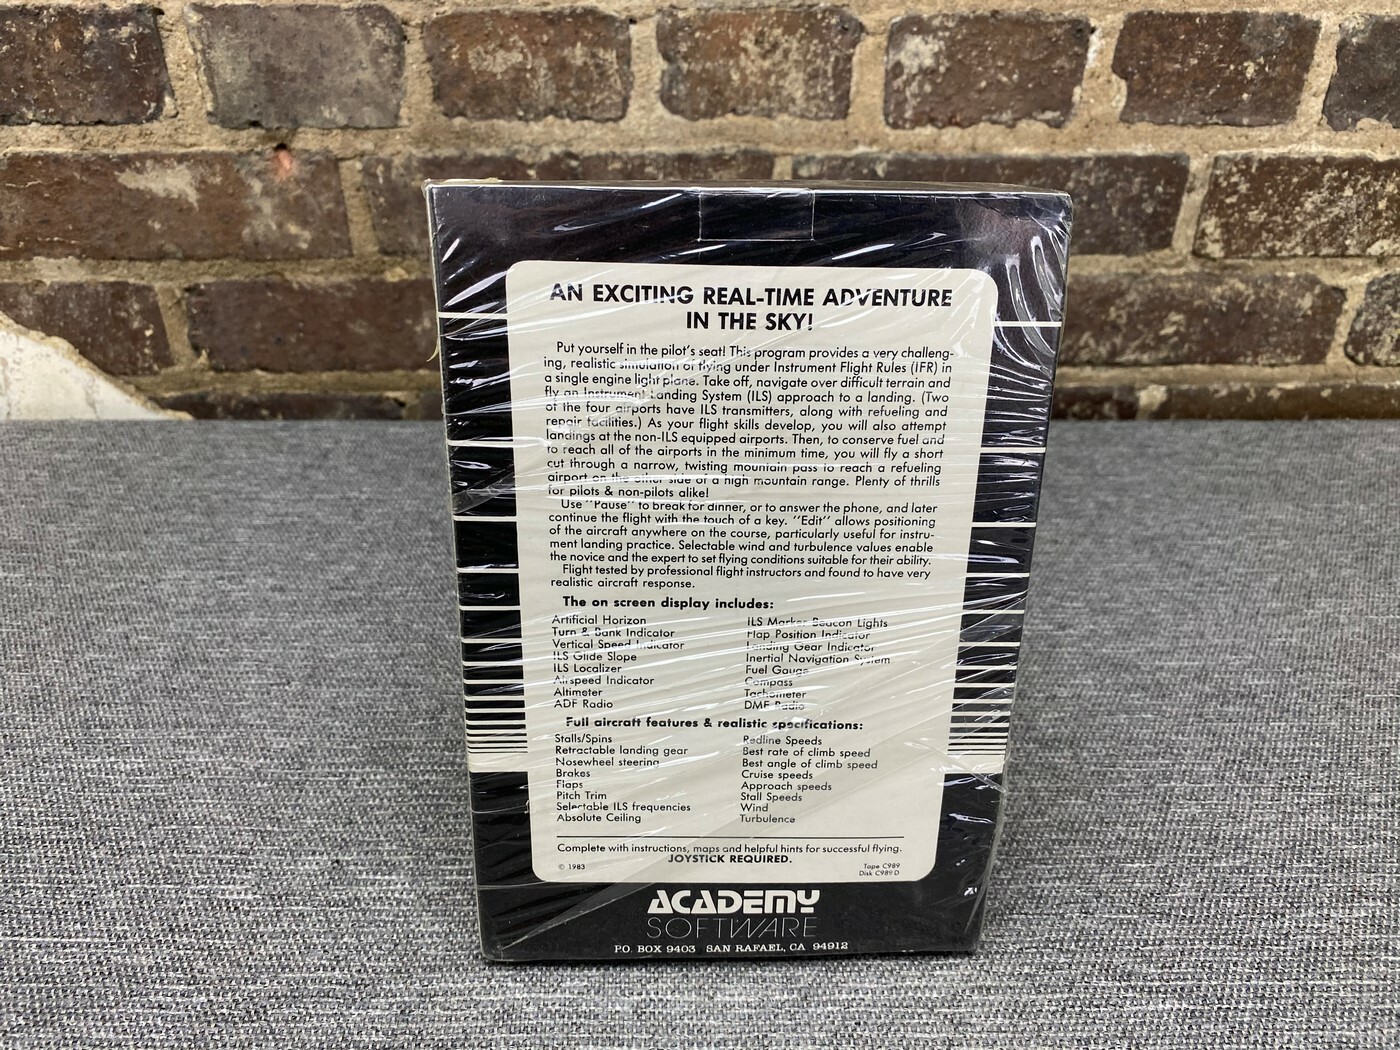 AN EXCITING REAL-TIME ADVENTURE
IN THE SKY!
Put yourself in the pilot's seat! This program provides a very challeng-
ing, realistic simulation of flying under Instrument Flight Rules (IFR) in
a single engine light plane. Take off, navigate over difficult terrain and
fly an Instrument Landing System (ILS) approach to a landing. (Two
of the four airports have ILS transmitters, along with refueling and
repair facilities.) As your flight skills develop, you will also attempt
landings at the non-ILS equipped airports. Then, to conserve fuel and
to reach all of the airports in the minimum time, you will fly a short
cut through a narrow, twisting mountain pass to reach a refueling
airport on the other side of a high mountain range. Plenty of thrills
for pilots & non-pilots alike!
Use "Pause" to break for dinner, or to answer the phone, and later
continue the flight with the touch of a key. "Edit" allows positioning
of the aircraft anywhere on the course, particularly useful for instru-
ment landing practice. Selectable wind and turbulence values enable
the novice and the expert to set flying conditions suitable for their ability.
Flight tested by professional flight instructors and found to have very
realistic aircraft response.
The on screen display includes:
Artificial Horizon
Turn & Bank Indicator
Vertical Speed Indicator
ILS Glide Slope
ILS Localizer
Airspeed Indicator
Altimeter
ADF Radio
ILS Marker Beacon Lights
Flap Position Indicator
Landing Gear Indicator
Inertial Navigation System
Fuel Gauge
Compass
Tachometer
DME Radio
Full aircraft features & realistic specifications:
Stalls/Spins
Retractable landing gear
Nosewheel steering
Brakes
Flaps
Pitch Trim
Selectable ILS frequencies
Absolute Ceiling
Redline Speeds
Best rate of climb speed
Best angle of climb speed
Cruise speeds
Approach speeds
Stall Speeds
Wind
Turbulence
Complete with instructions, maps and helpful hints for successful flying.
JOYSTICK REQUIRED.
© 1983
Tape C989
Disk C989 D
ACADEMY
SOFTWARE
P.O. BOX 9403 SAN RAFAEL, CA 94912